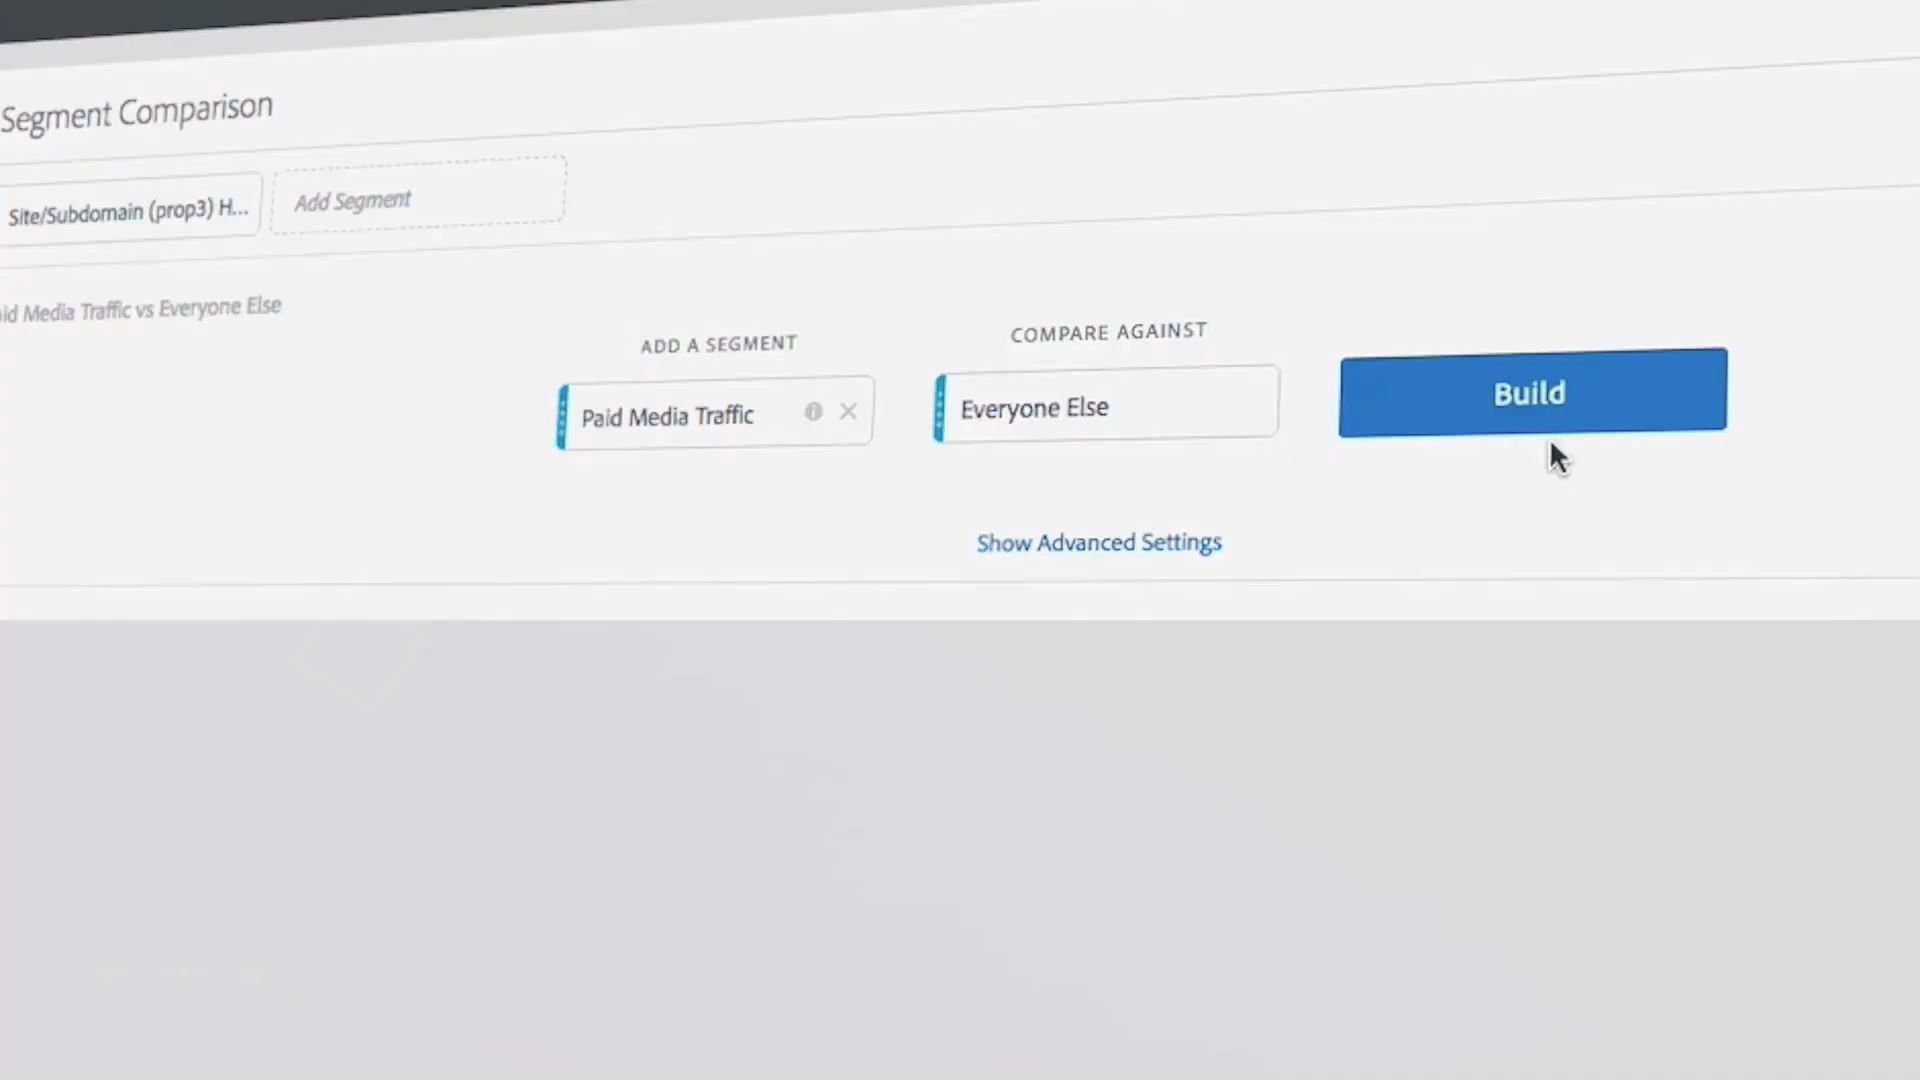 Segment Comparison
Site/Subdomain (prop3) H...
Add Segment
Media Traffic vs Everyone Else
ADD A SEGMENT
COMPARE AGAINST
Paid Media Traffic
Everyone Else
Build
Show Advanced Settings